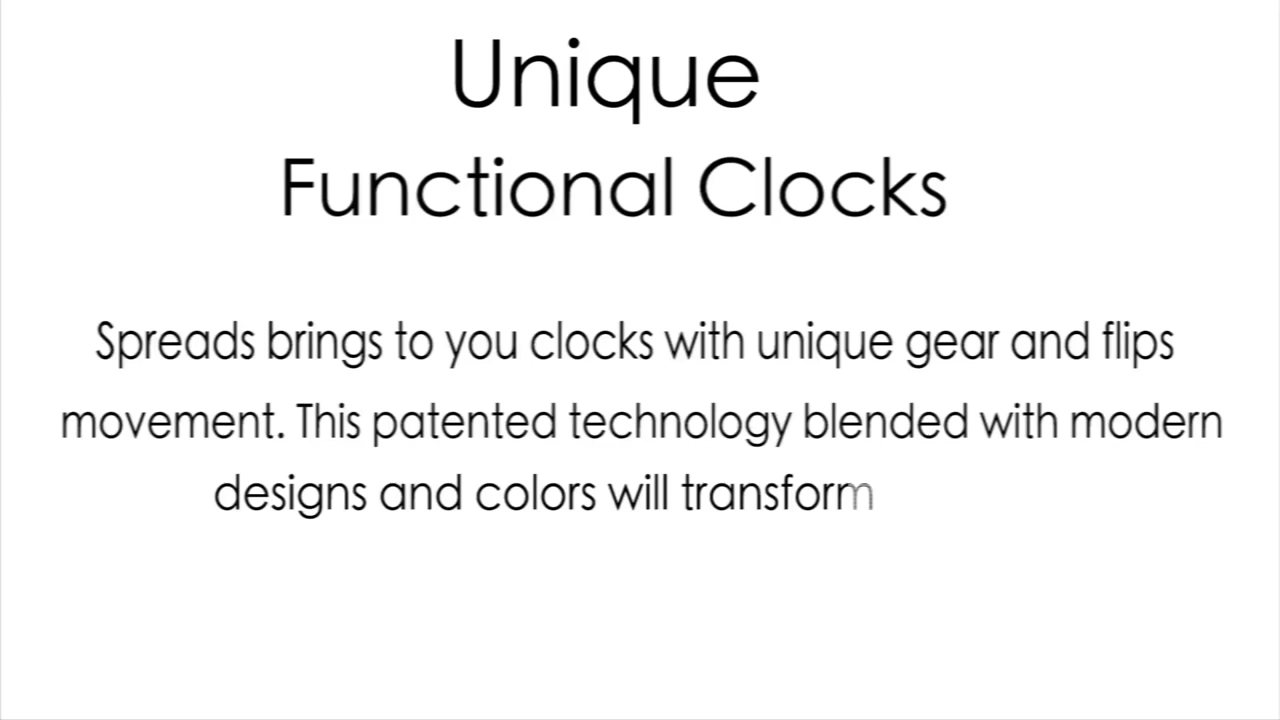 Unique
Functional Clocks
Spreads brings to you clocks with unique gear and flips
movement. This patented technology blended with modern
designs and colors will transform